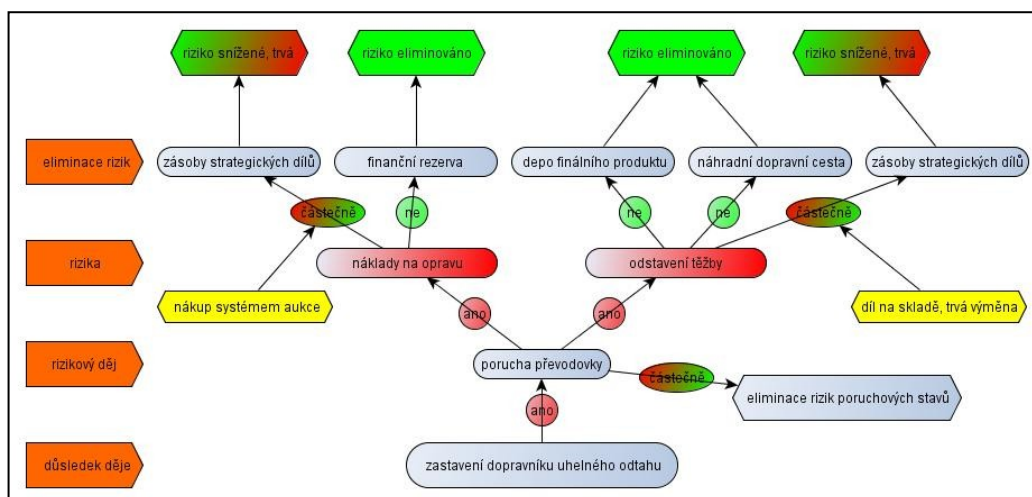 riziko snížené, trvá
riziko eliminováno
riziko eliminováno
riziko snížené, trvá
eliminace rizik
zásoby strategických dílů
finanční rezerva
depo finálního produktu
náhradní dopravní cesta
zásoby strategických dílů
částečně
ne
ne
ne
částečně
rizika
náklady na opravu
odstavení těžby
nákup systémem aukce
ano
ano
díl na skladě, trvá výměna
rizikový děj
porucha převodovky
částečně
eliminace rizik poruchových stavů
ano
důsledek děje
zastavení dopravníku uhelného odtahu